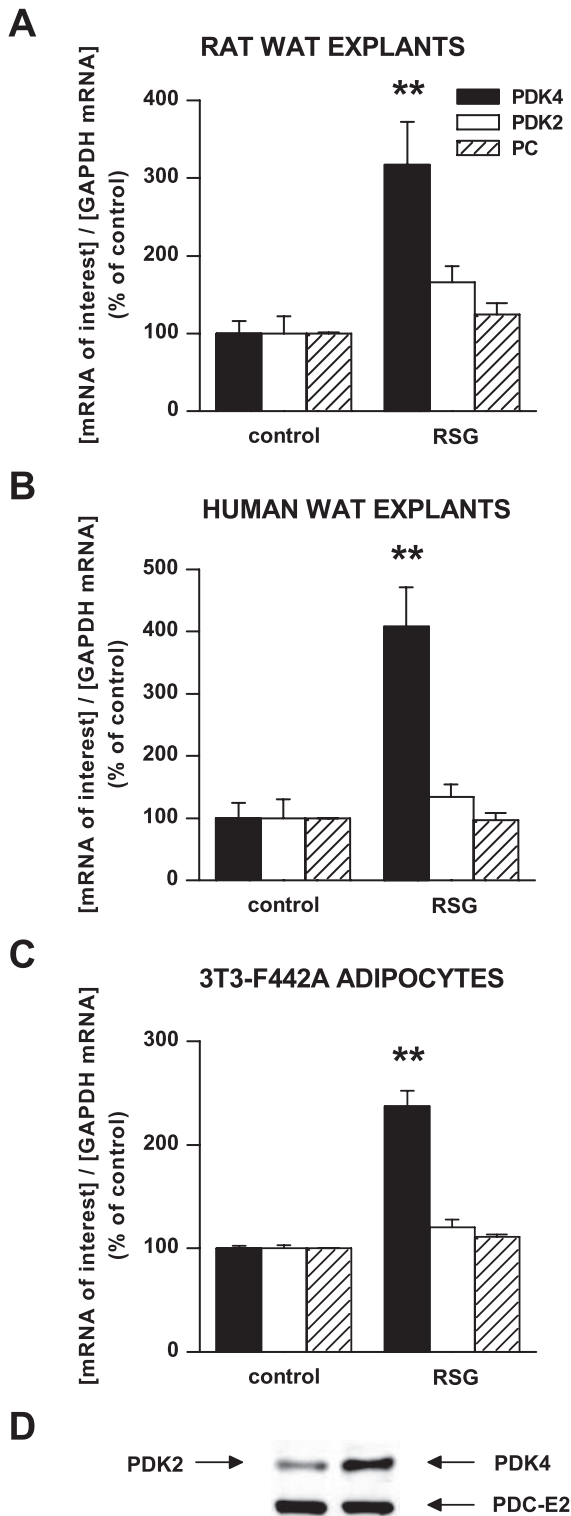 A
RAT WAT EXPLANTS
[mRNA of interest] / [GAPDH mRNA]
(% of control)
400
300
200
100
0
**
PDK4
PDK2
PC
control
RSG
B
HUMAN WAT EXPLANTS
[mRNA of interest] / [GAPDH mRNA]
(% of control)
500
400
300
200
100
0
**
control
RSG
C
3T3-F442A ADIPOCYTES
[mRNA of interest] / [GAPDH mRNA]
(% of control)
300
200
100
0
**
control
RSG
D
PDK2
PDK4
PDC-E2